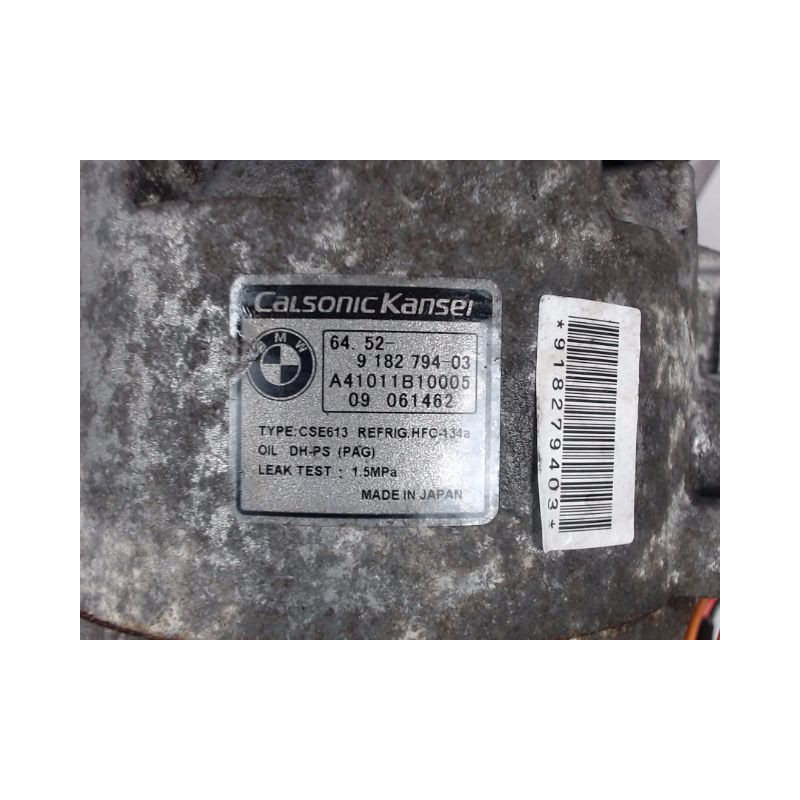 CalsonicKansei
BMW
64. 52-
9 182 794 03
A41011B10005
09 061462
TYPE:CSE613 REFRIG.HFC-134a
OIL DH-PS (PAG)
LEAK TEST : 1.5MPa
MADE IN JAPAN
*918279403*